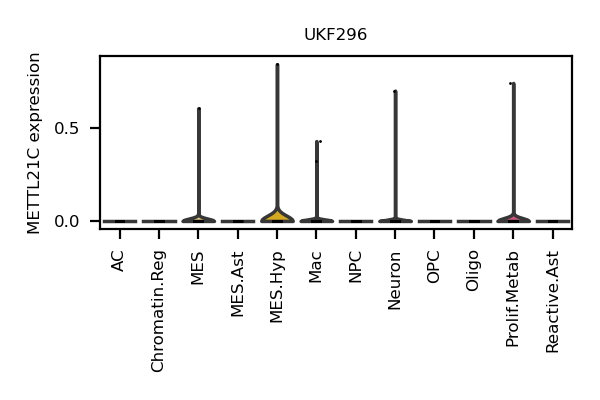 UKF296
METTL21C expression
0.5
0.0
AC
Chromatin.Reg
MES
MES.Ast
MES.Hyp
Mac
NPC
Neuron
OPC
Oligo
Prolif.Metab
Reactive.Ast